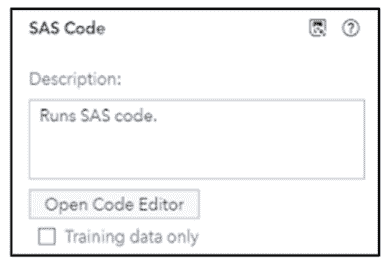 SAS Code
Description:
Runs SAS code.
Open Code Editor
Training data only